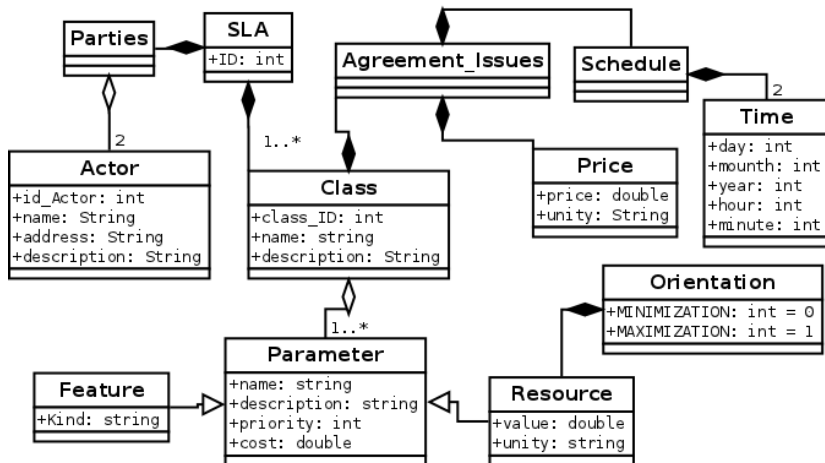 Parties
SLA
+ID: int
Agreement_Issues
Schedule
2
Time
+day: int
+mounth: int
+year: int
+hour: int
+minute: int
2
1..*
Actor
+id_Actor: int
+name: String
+address: String
+description: String
Class
+class_ID: int
+name: string
+description: String
Price
+price: double
+unity: String
Orientation
+MINIMIZATION: int = 0
+MAXIMIZATION: int = 1
1..*
Parameter
+name: string
+description: string
+priority: int
+cost: double
Feature
+Kind: string
Resource
+value: double
+unity: string